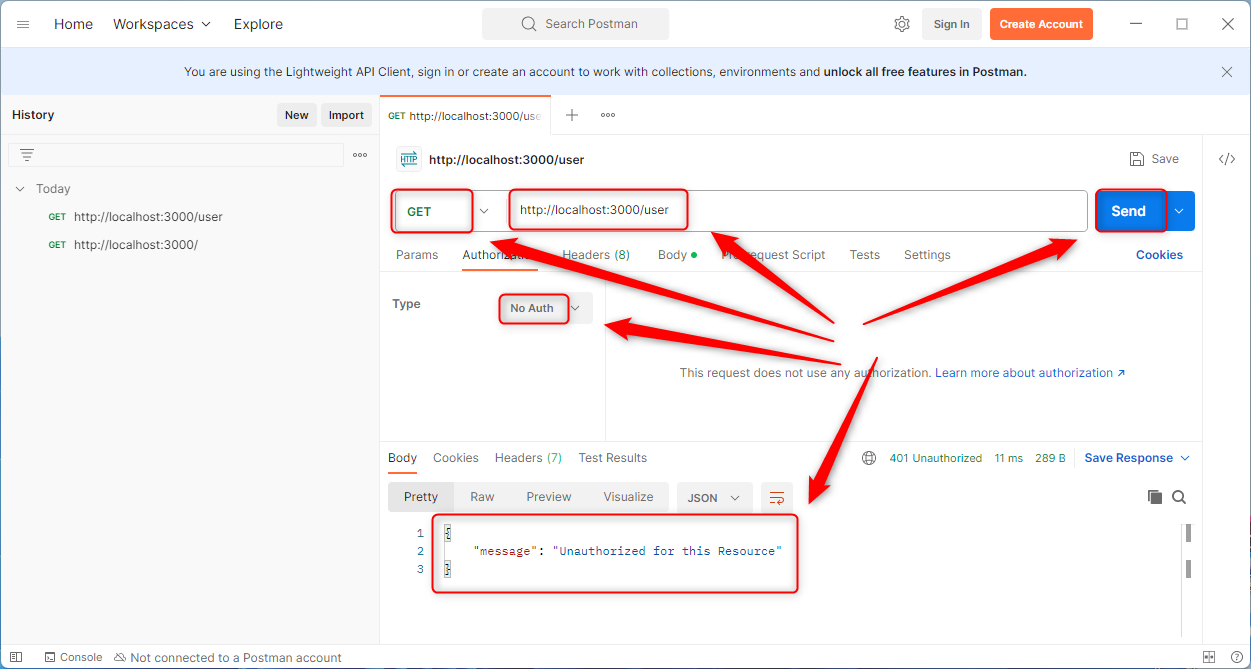 Home Workspaces Explore Search Postman Sign In Create Account
You are using the Lightweight API Client, sign in or create an account to work with collections, environments and unlock all free features in Postman.
History New Import
GET http://localhost:3000/use
Today
GET http://localhost:3000/user
GET http://localhost:3000/
HTTP http://localhost:3000/user Save </>
GET http://localhost:3000/user Send
Params Headers (8) Body Tests Settings Cookies
Type No Auth
This request does not use any authorization. Learn more about authorization
Body Cookies Headers (7) Test Results 401 Unauthorized 11 ms 289 B Save Response
Pretty Raw Preview Visualize JSON
1 {
2 "message": "Unauthorized for this Resource"
3 }
Console Not connected to a Postman account